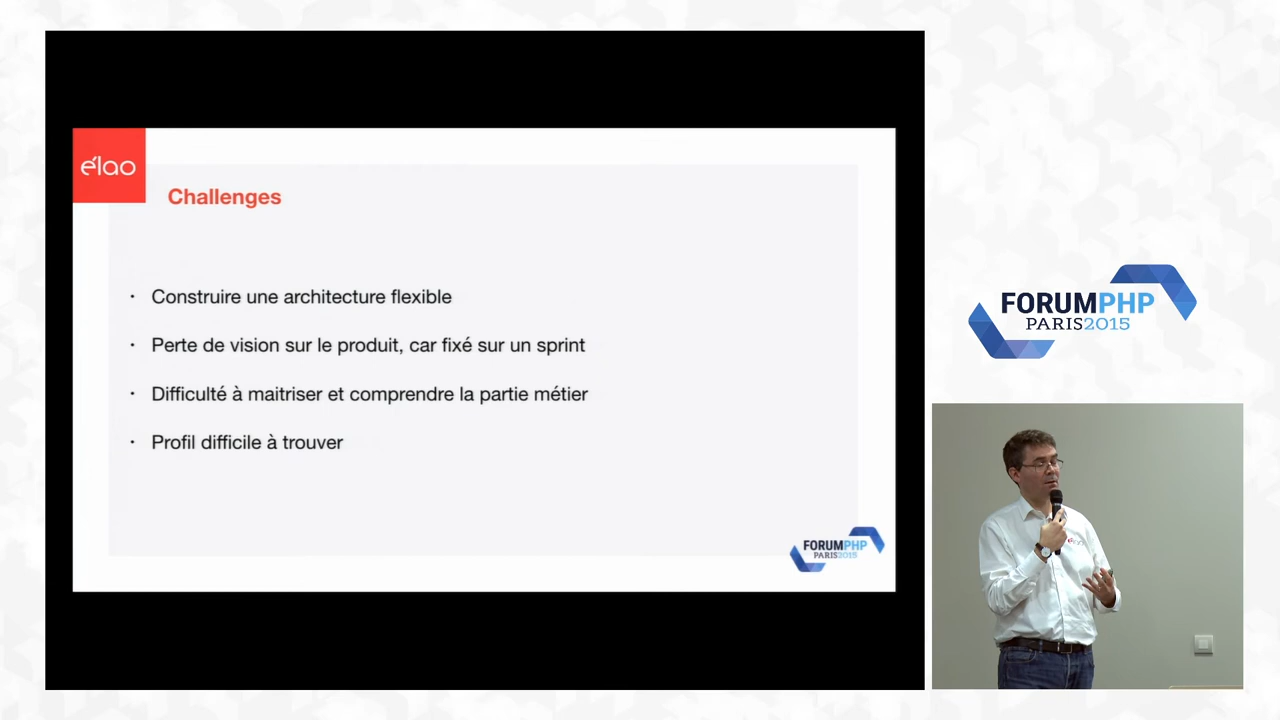 élao
Challenges
· Construire une architecture flexible
· Perte de vision sur le produit, car fixé sur un sprint
· Difficulté à maitriser et comprendre la partie métier
· Profil difficile à trouver
FORUMPHP
PARIS2015
FORUMPHP
PARIS2015